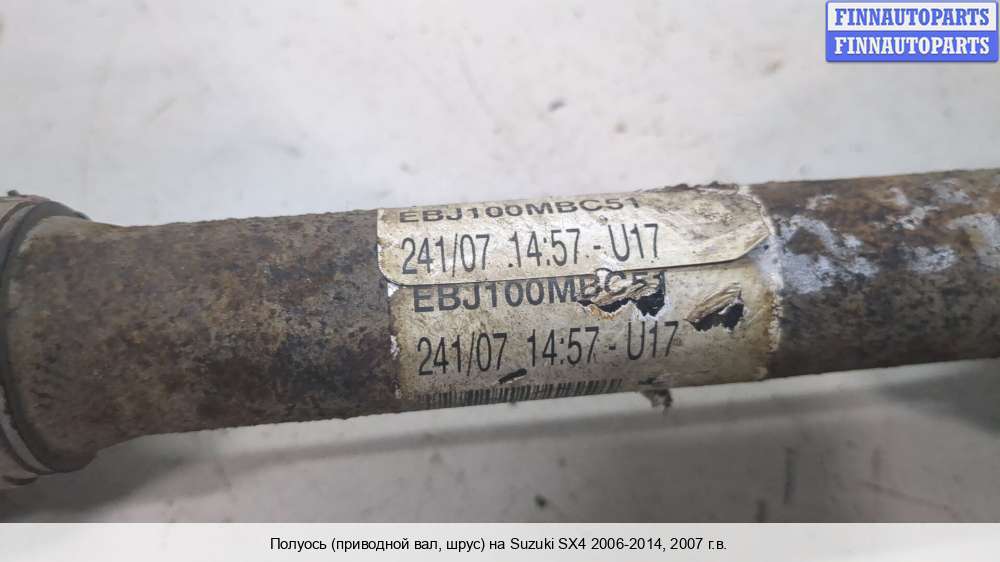 FINNAUTOPARTS
FINNAUTOPARTS
EBJ100MBC51
241/07 14:57 - U17
EBJ100MBC51
241/07 14:57 - U17
Полуось (приводной вал, шрус) на Suzuki SX4 2006-2014, 2007 г.в.